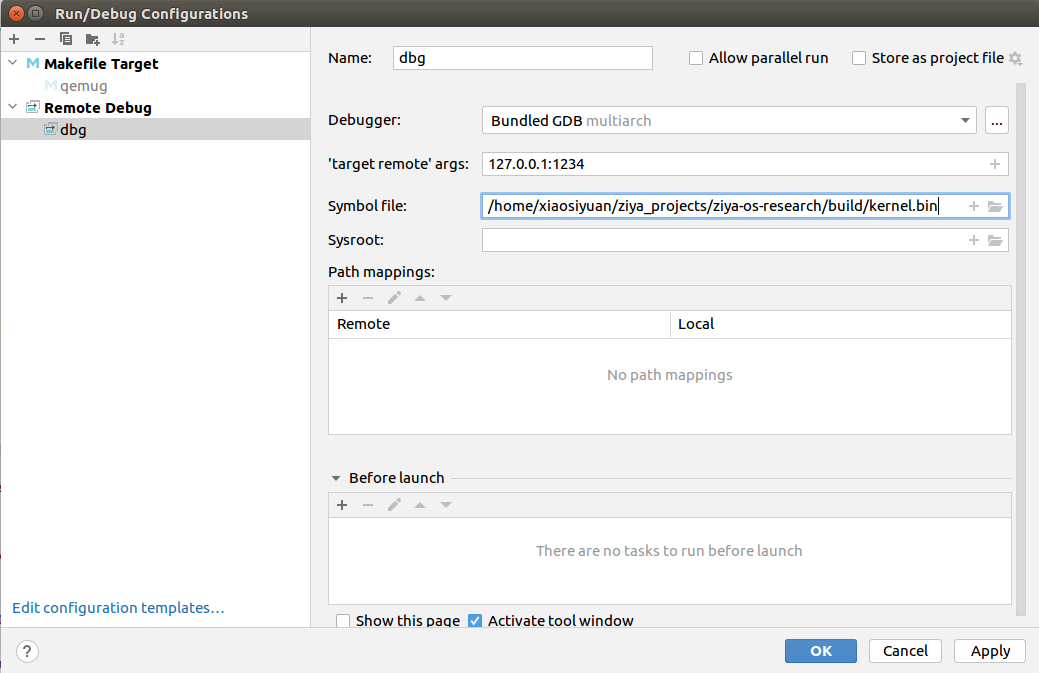 Run/Debug Configurations
Makefile Target
qemug
Remote Debug
dbg
Edit configuration templates...
Name: dbg Allow parallel run Store as project file
Debugger: Bundled GDB multiarch ...
'target remote' args: 127.0.0.1:1234
Symbol file: /home/xiaosiyuan/ziya_projects/ziya-os-research/build/kernel.bin
Sysroot:
Path mappings:
Remote Local
No path mappings
Before launch
There are no tasks to run before launch
Show this page Activate tool window
? OK Cancel Apply